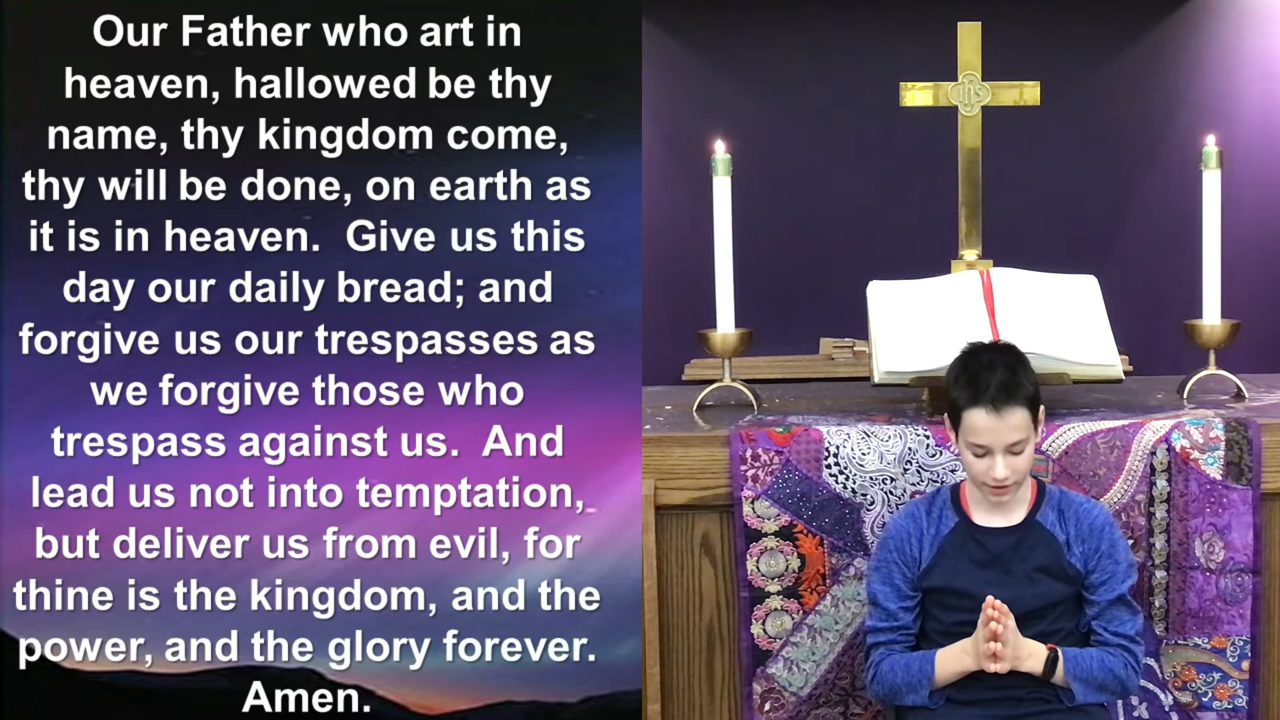 Our Father who art in
heaven, hallowed be thy
name, thy kingdom come,
thy will be done, on earth as
it is in heaven.  Give us this
day our daily bread; and
forgive us our trespasses as
we forgive those who
trespass against us.  And
lead us not into temptation,
but deliver us from evil, for
thine is the kingdom, and the
power, and the glory forever.
Amen.
IHS